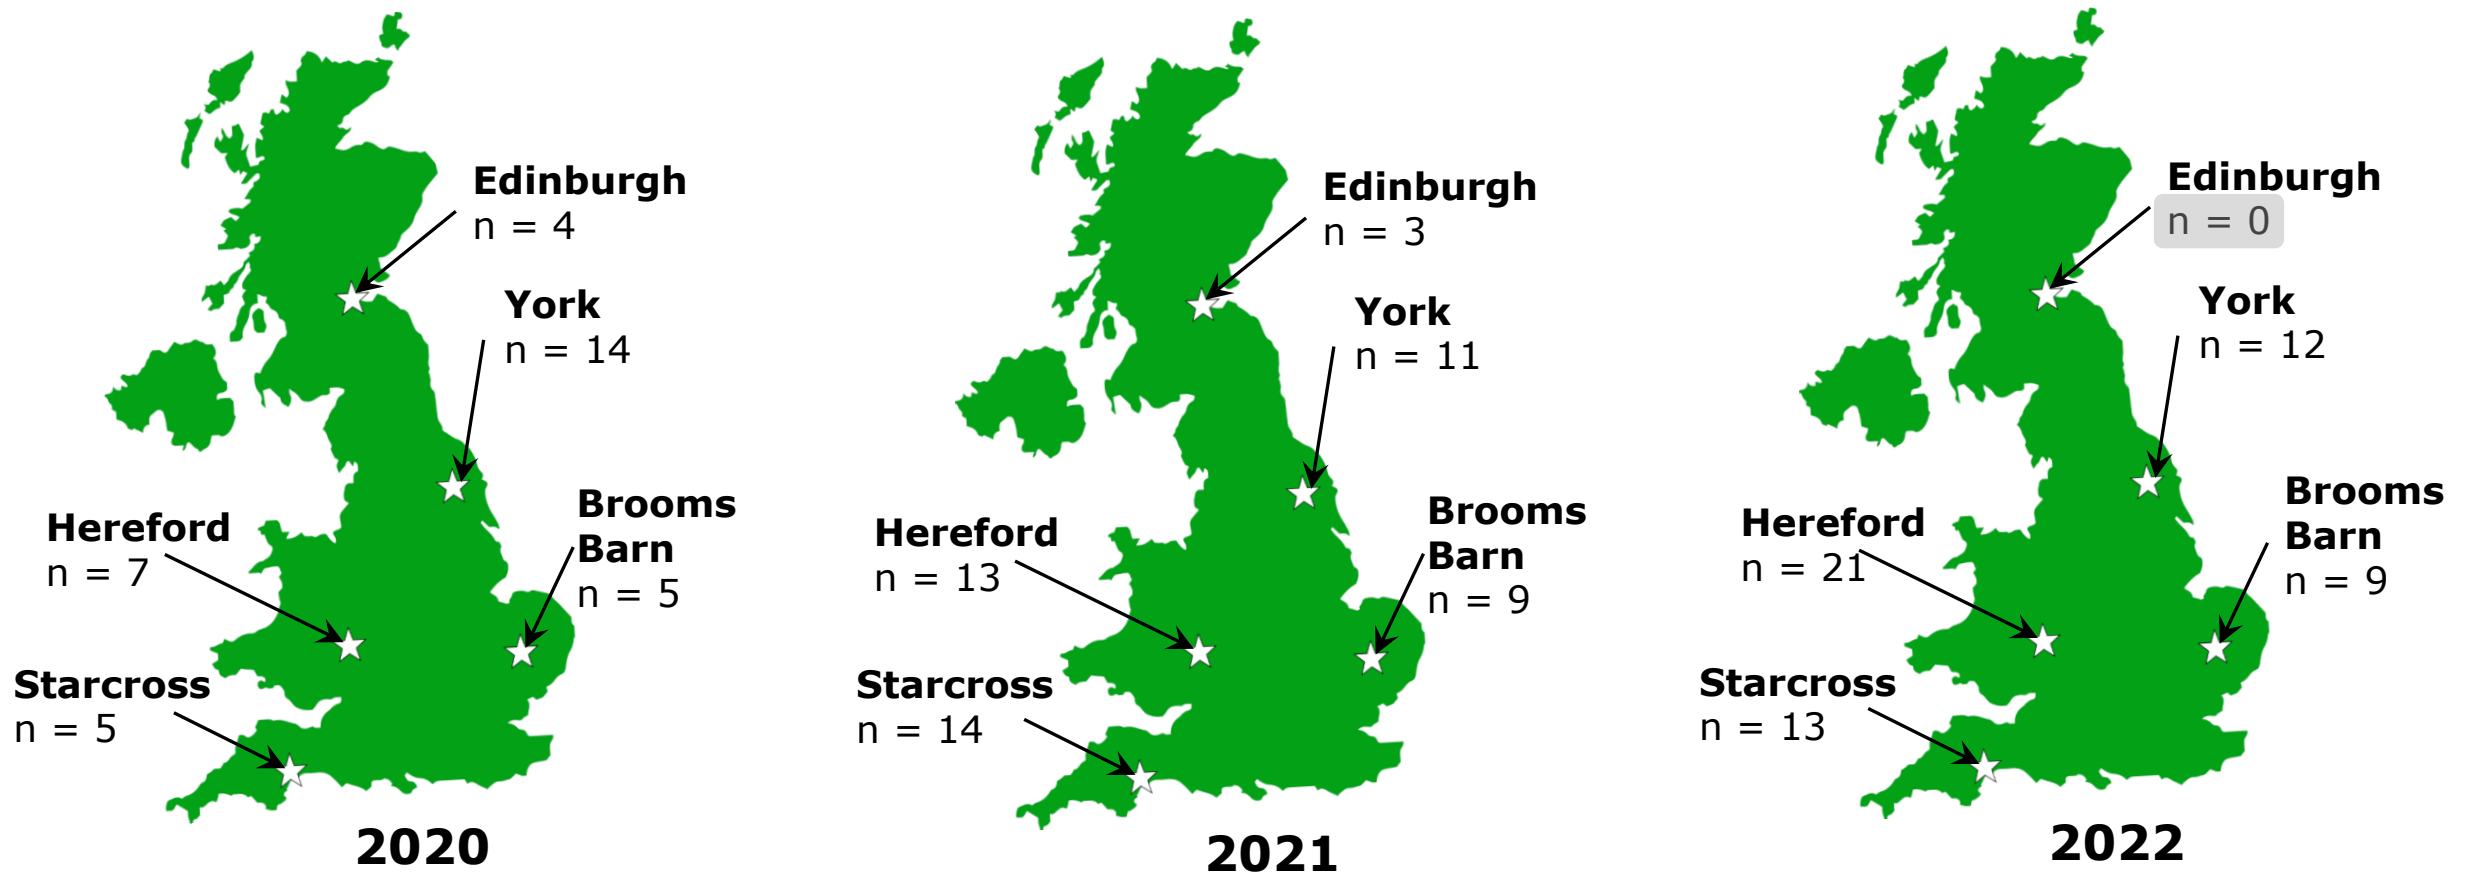 Edinburgh
n = 4
York
n = 14
Brooms
Barn
n = 5
Hereford
n = 7
Starcross
n = 5
2020
Edinburgh
n = 3
York
n = 11
Brooms
Barn
n = 9
Hereford
n = 13
Starcross
n = 14
2021
Edinburgh
n = 0
York
n = 12
Brooms
Barn
n = 9
Hereford
n = 21
Starcross
n = 13
2022